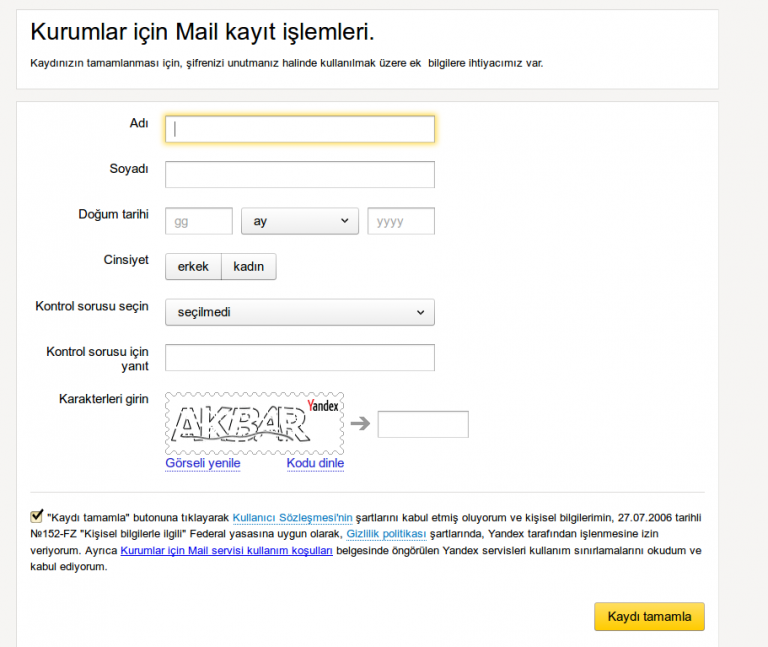 Kurumlar için Mail kayıt işlemleri.
Kaydınızın tamamlanması için, şifrenizi unutmanız halinde kullanılmak üzere ek bilgilere ihtiyacımız var.
Adı
Soyadı
Doğum tarihi gg ay yyyy
Cinsiyet erkek kadın
Kontrol sorusu seçin seçilmedi
Kontrol sorusu için
yanıt
Karakterleri girin AKBAR Yandex
Görseli yenile Kodu dinle
"Kaydı tamamla" butonuna tıklayarak Kullanıcı Sözleşmesi'nin şartlarını kabul etmiş oluyorum ve kişisel bilgilerimin, 27.07.2006 tarihli
№152-FZ "Kişisel bilgilerle ilgili" Federal yasasına uygun olarak, Gizlilik politikası şartlarında, Yandex tarafından işlenmesine izin
veriyorum. Ayrıca Kurumlar için Mail servisi kullanım koşulları belgesinde öngörülen Yandex servisleri kullanım sınırlamalarını okudum ve
kabul ediyorum.
Kaydı tamamla